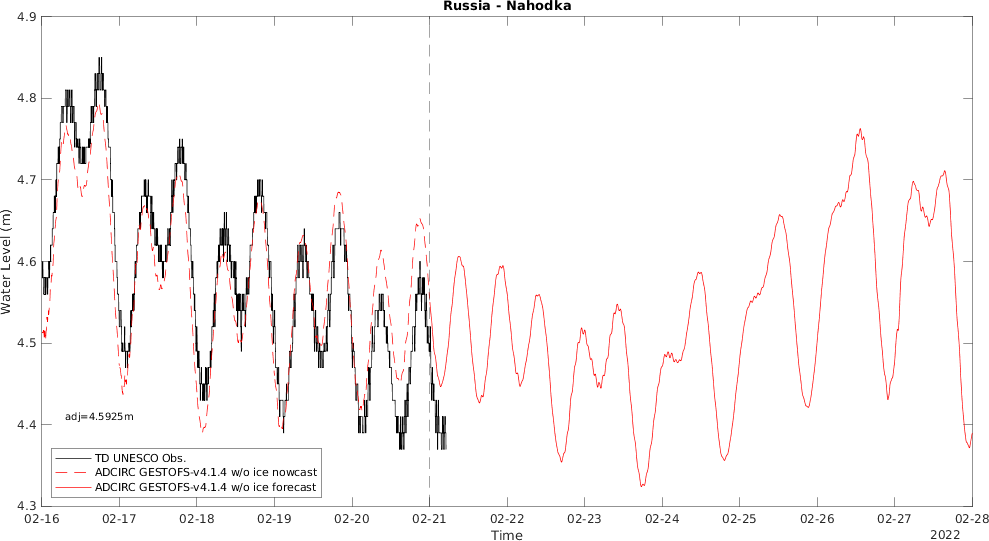 Russia - Nahodka
4.9
4.8
4.7
4.6
4.5
4.4
4.3
Water Level (m)
adj=4.5925m
TD UNESCO Obs.
ADCIRC GESTOFS-v4.1.4 w/o ice nowcast
ADCIRC GESTOFS-v4.1.4 w/o ice forecast
02-16 02-17 02-18 02-19 02-20 02-21 02-22 02-23 02-24 02-25 02-26 02-27 02-28
Time
2022